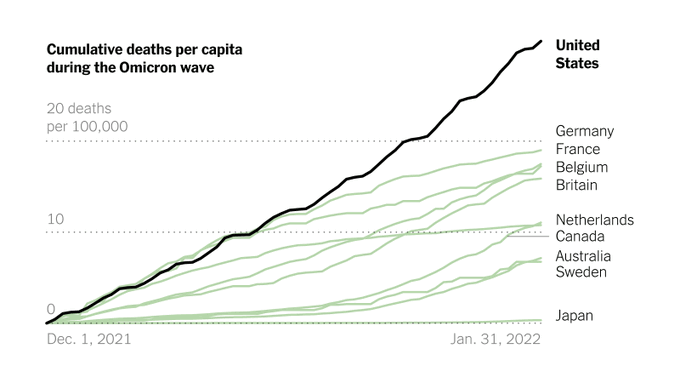 Cumulative deaths per capita
during the Omicron wave
United
States
20 deaths
per 100,000
Germany
France
Belgium
Britain
10
Netherlands
Canada
Australia
Sweden
0
Japan
Dec. 1, 2021
Jan. 31, 2022